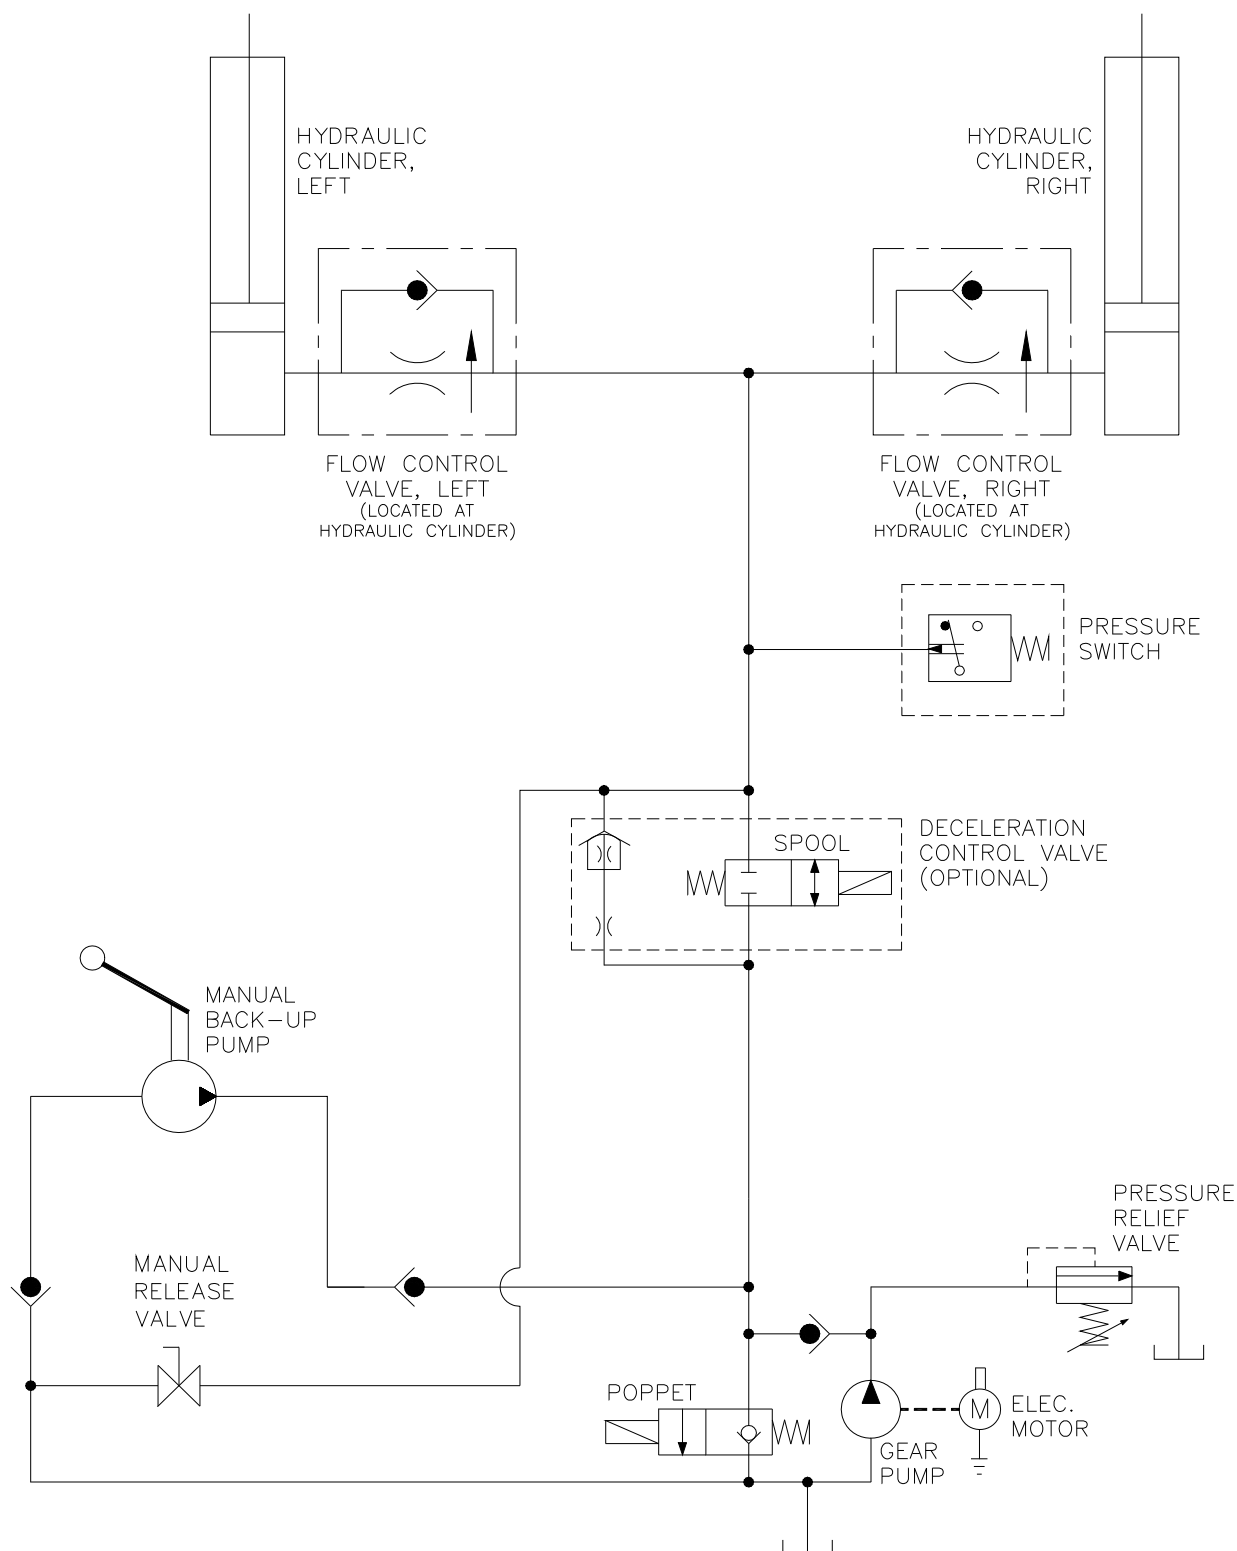 HYDRAULIC
CYLINDER,
LEFT
HYDRAULIC
CYLINDER,
RIGHT
FLOW CONTROL
VALVE, LEFT
(LOCATED AT
HYDRAULIC CYLINDER)
FLOW CONTROL
VALVE, RIGHT
(LOCATED AT
HYDRAULIC CYLINDER)
PRESSURE
SWITCH
SPOOL
DECELERATION
CONTROL VALVE
(OPTIONAL)
MANUAL
BACK-UP
PUMP
PRESSURE
RELIEF
VALVE
MANUAL
RELEASE
VALVE
POPPET
M
ELEC.
MOTOR
GEAR
PUMP